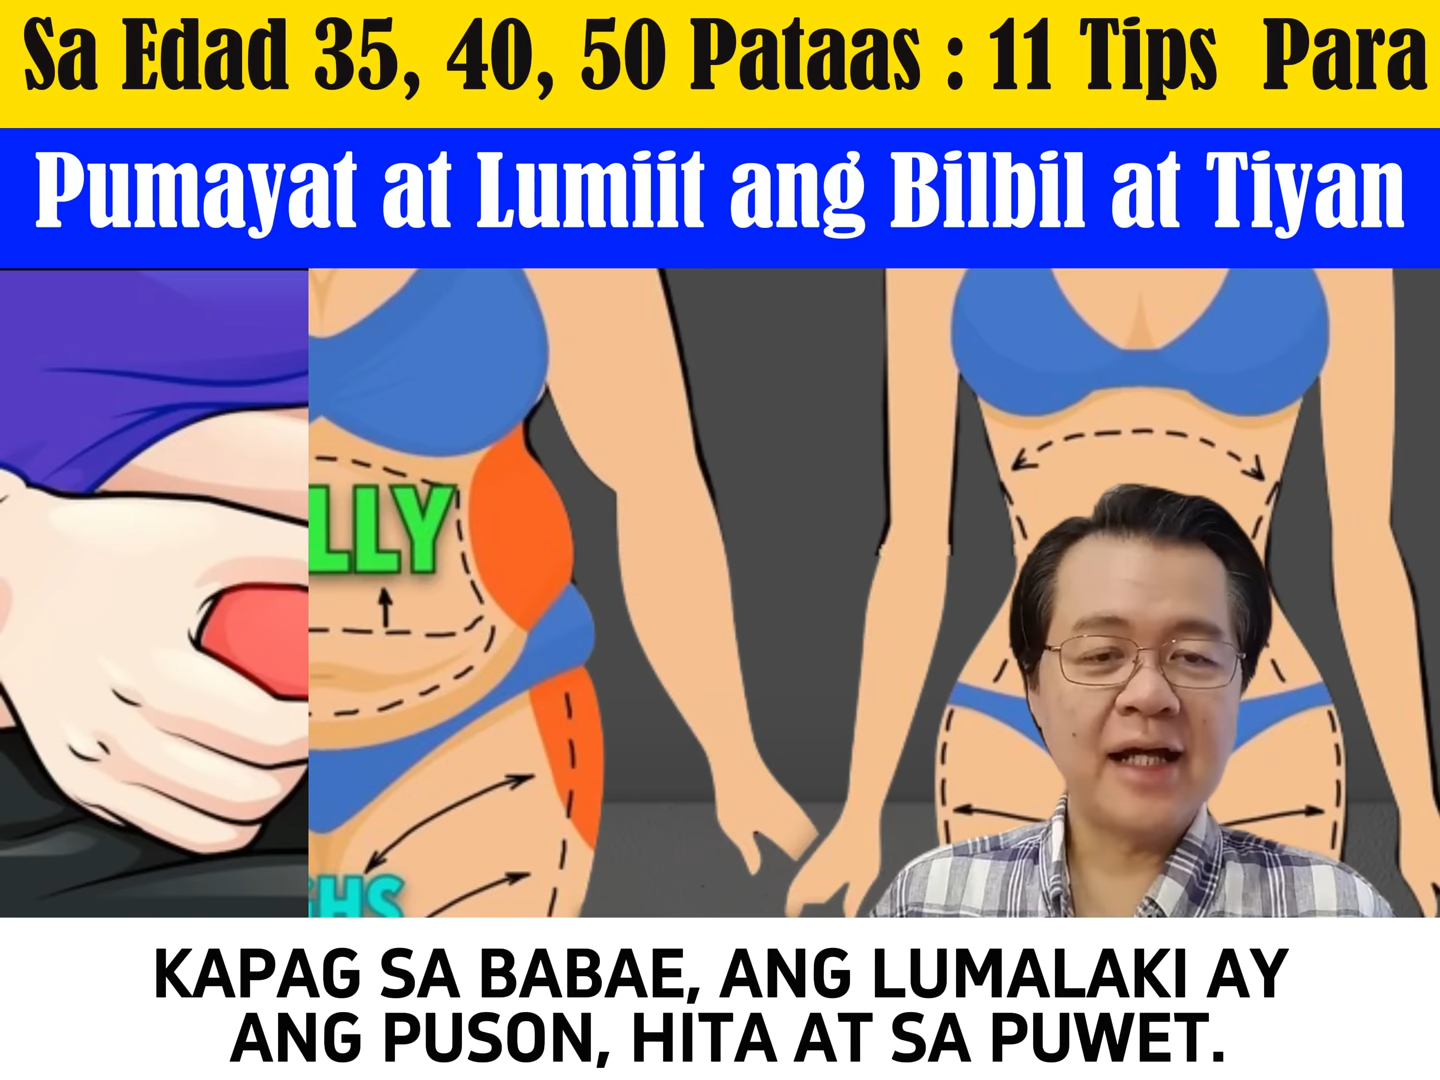 Sa Edad 35, 40, 50 Pataas : 11 Tips Para
Pumayat at Lumiit ang Bilbil at Tiyan
LLY
GHS
KAPAG SA BABAE, ANG LUMALAKI AY
ANG PUSON, HITA AT SA PUWET.